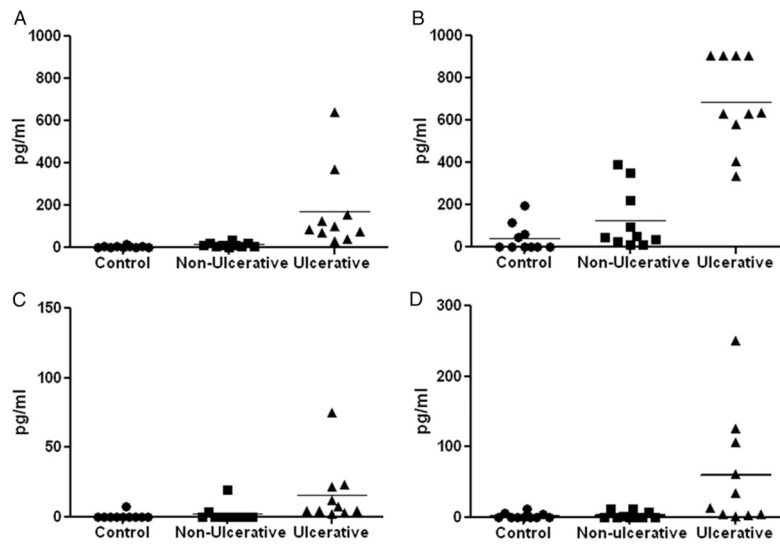 A
1000
800
600
400
200
0
pg/ml
Control Non-Ulcerative Ulcerative
B
1000
800
600
400
200
0
pg/ml
Control Non-Ulcerative Ulcerative
C
150
100
50
0
pg/ml
Control Non-Ulcerative Ulcerative
D
300
200
100
0
pg/ml
Control Non-ulcerative Ulcerative